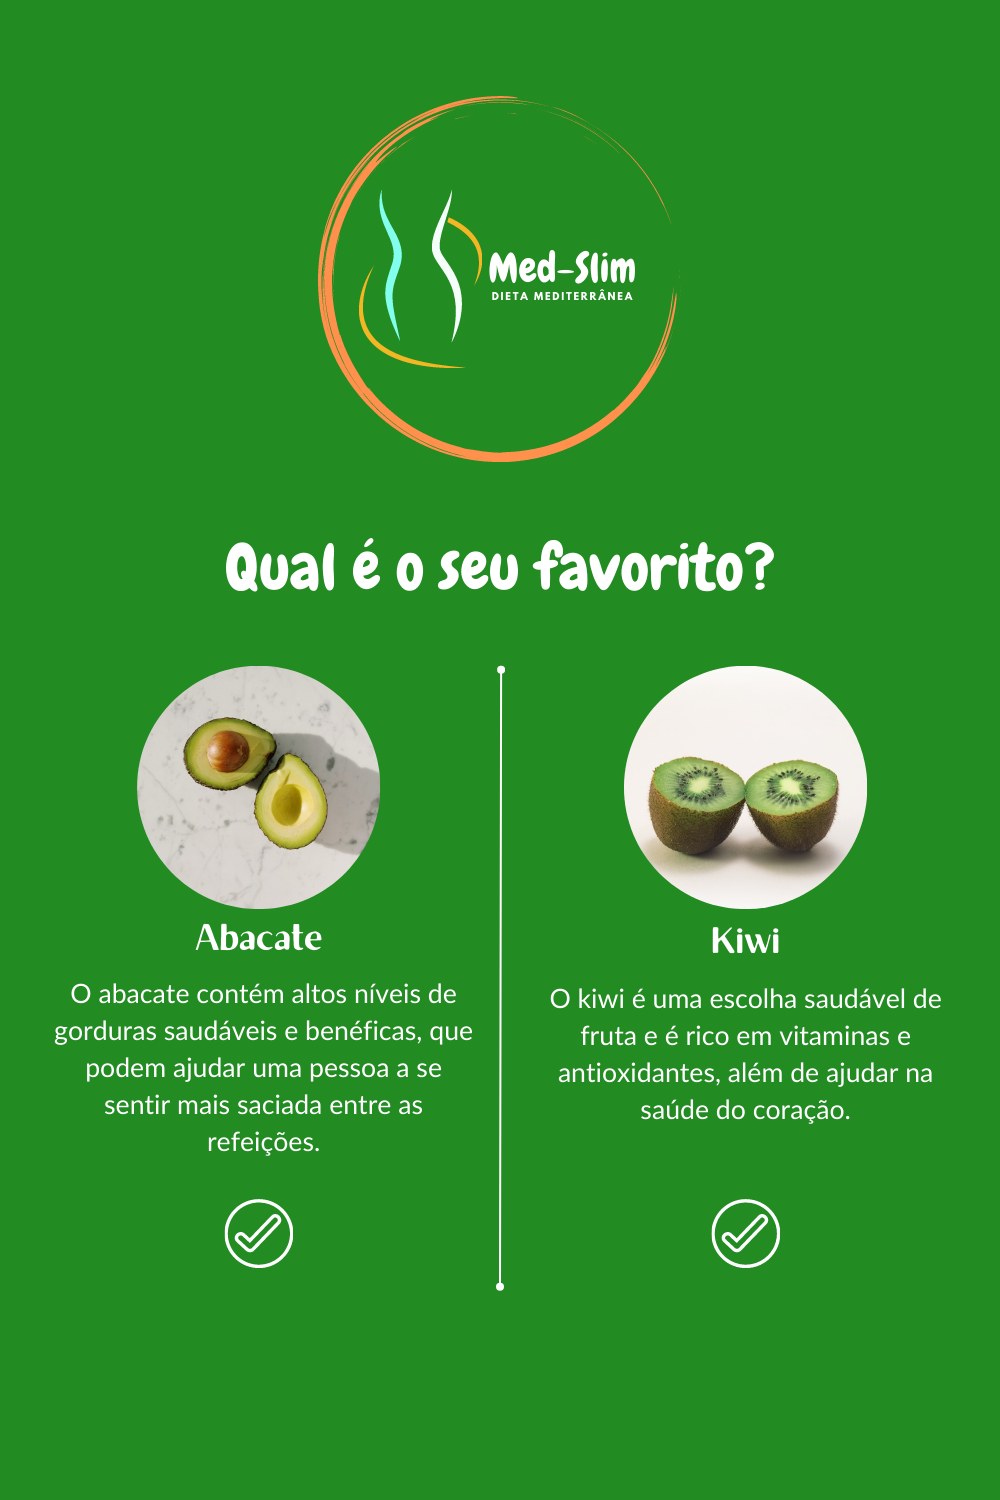 Med-Slim
DIETA MEDITERRÂNEA
Qual é o seu favorito?
Abacate
O abacate contém altos níveis de
gorduras saudáveis e benéficas, que
podem ajudar uma pessoa a se
sentir mais saciada entre as
refeições.
Kiwi
O kiwi é uma escolha saudável de
fruta e é rico em vitaminas e
antioxidantes, além de ajudar na
saúde do coração.